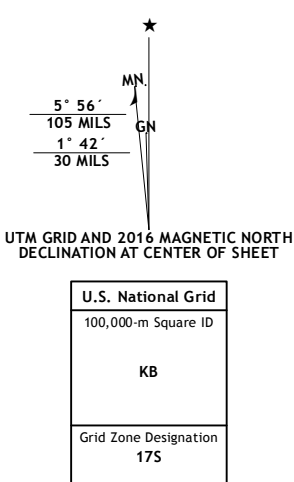 ★
MN.
5° 56´
105 MILS
GN
1° 42´
30 MILS
UTM GRID AND 2016 MAGNETIC NORTH
DECLINATION AT CENTER OF SHEET
U.S. National Grid
100,000-m Square ID
KB
Grid Zone Designation
17S